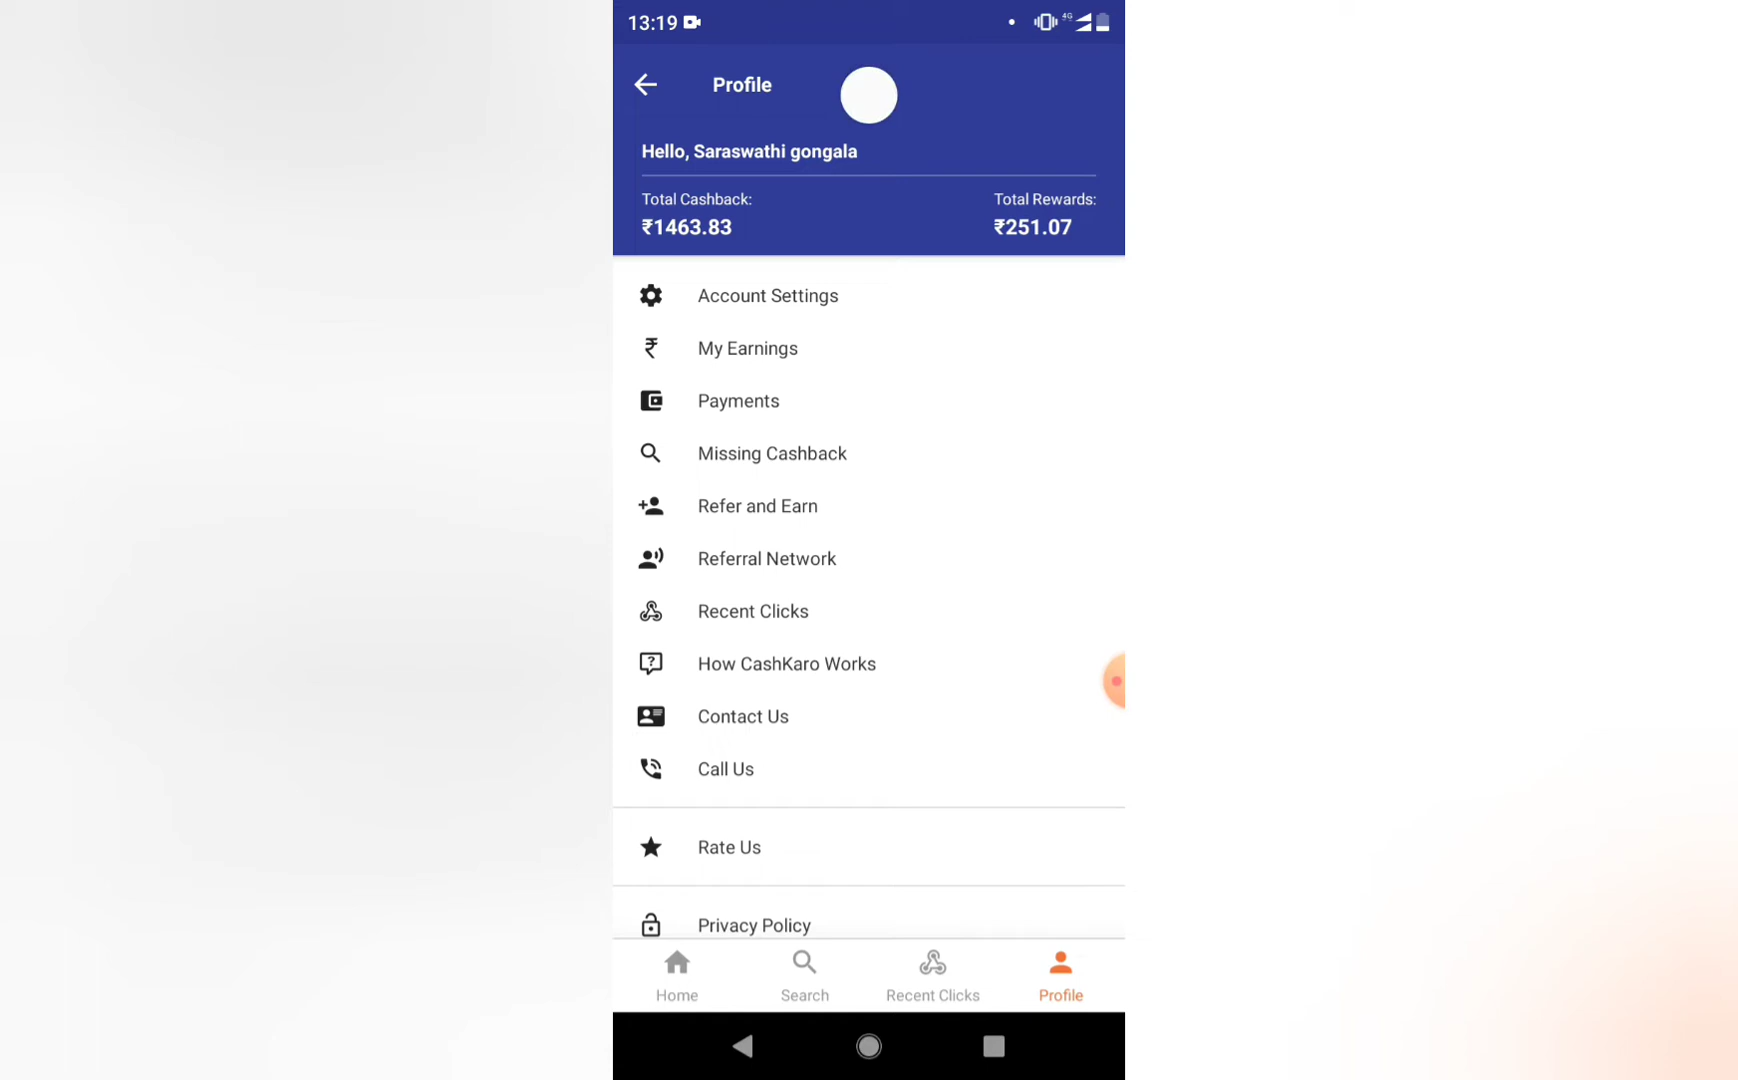 13:19
4G
Profile
Hello, Saraswathi gongala
Total Cashback: Total Rewards:
₹1463.83 ₹251.07
Account Settings
My Earnings
Payments
Missing Cashback
Refer and Earn
Referral Network
Recent Clicks
How CashKaro Works
Contact Us
Call Us
Rate Us
Privacy Policy
Home Search Recent Clicks Profile